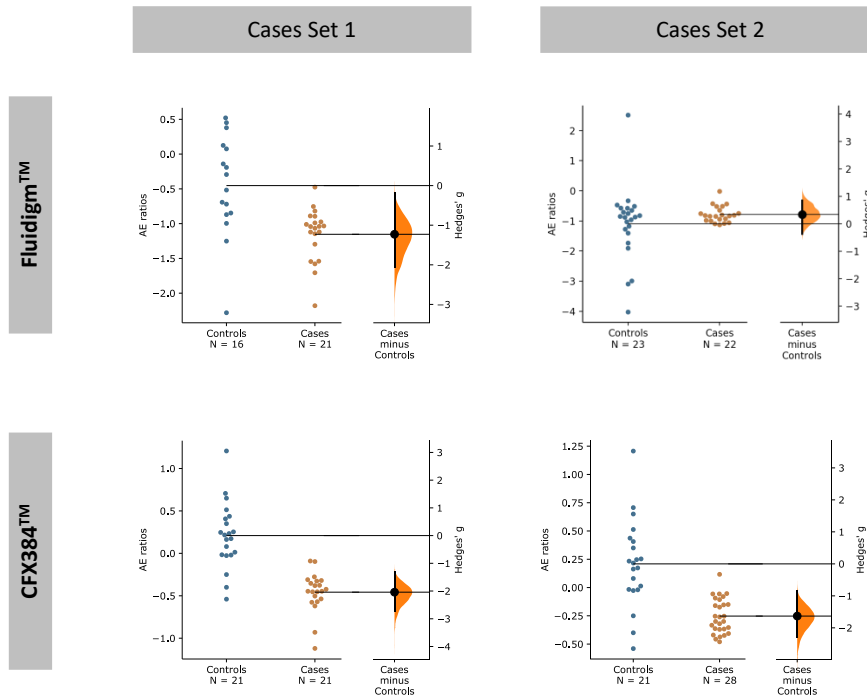 Cases Set 1
Cases Set 2
Fluidigm™
0.5
0.0
−0.5
−1.0
−1.5
−2.0
AE ratios
1
0
−1
−2
−3
Hedges' g
Controls
N = 16
Cases
N = 21
Cases
minus
Controls
2
1
0
−1
−2
−3
−4
AE ratios
4
3
2
1
0
−1
−2
−3
Hedges' g
Controls
N = 23
Cases
N = 22
Cases
minus
Controls
CFX384™
1.0
0.5
0.0
−0.5
−1.0
AE ratios
3
2
1
0
−1
−2
−3
−4
Hedges' g
Controls
N = 21
Cases
N = 21
Cases
minus
Controls
1.25
1.00
0.75
0.50
0.25
0.00
−0.25
−0.50
AE ratios
3
2
1
0
−1
−2
Hedges' g
Controls
N = 21
Cases
N = 28
Cases
minus
Controls